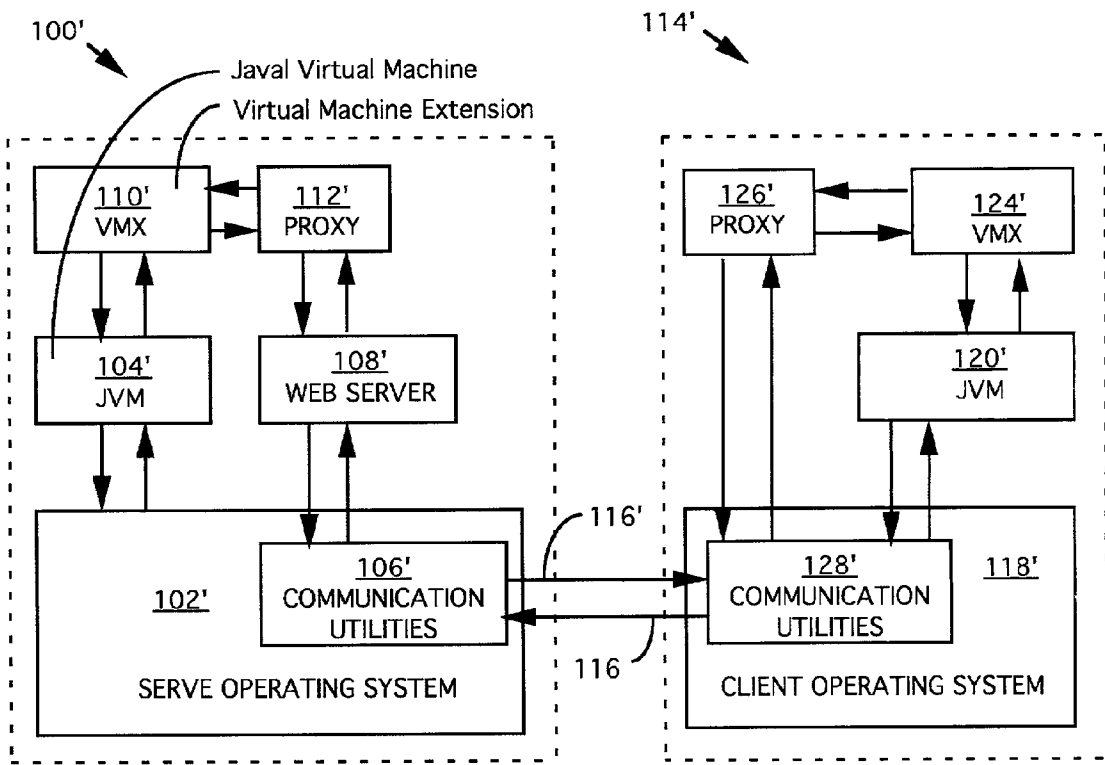 100'
114'
Javal Virtual Machine
Virtual Machine Extension
110'
VMX
112'
PROXY
126'
PROXY
124'
VMX
104'
JVM
108'
WEB SERVER
120'
JVM
116'
102'
106'
COMMUNICATION
UTILITIES
128'
COMMUNICATION
UTILITIES
118'
116
SERVE OPERATING SYSTEM
CLIENT OPERATING SYSTEM